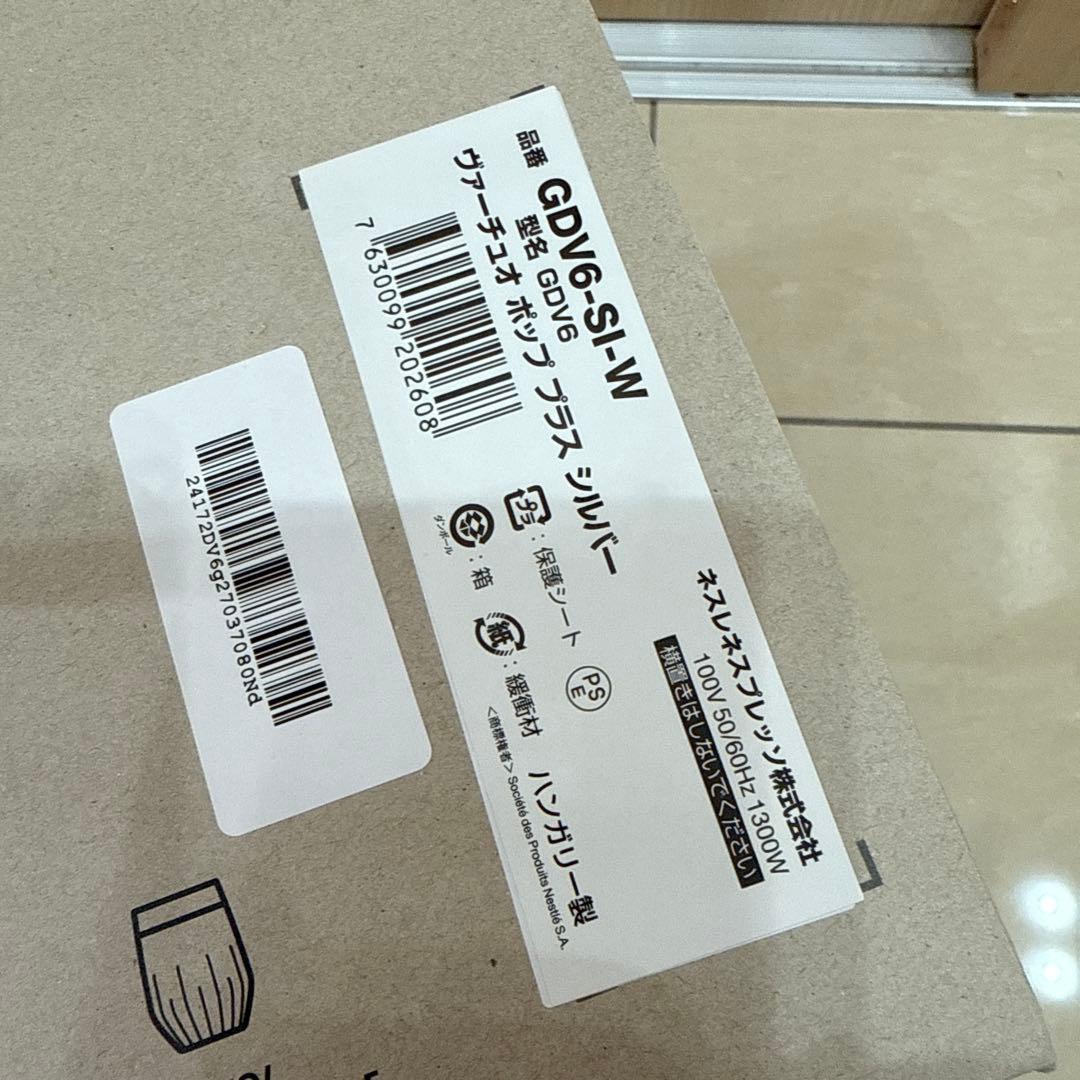 品番 GDV6-SI-W
型名 GDV6
ヴァーチュオ ポップ プラス シルバー
7 630099 202608
プラ : 保護シート
ダンボール : 箱
紙 : 緩衝材
PS
E
ハンガリー製
<商標権者> Société des Produits Nestlé S.A.
ネスレネスプレッソ株式会社
100V 50/60Hz 1300W
横置きはしないでください
24172DV6g27037080Nd